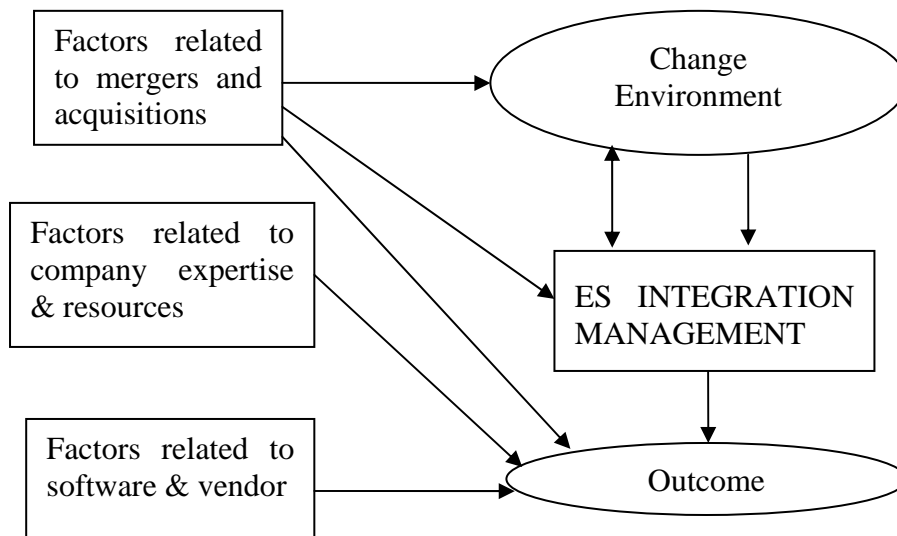 Factors related
to mergers and
acquisitions
Change
Environment
Factors related to
company expertise
& resources
ES INTEGRATION
MANAGEMENT
Factors related to
software & vendor
Outcome